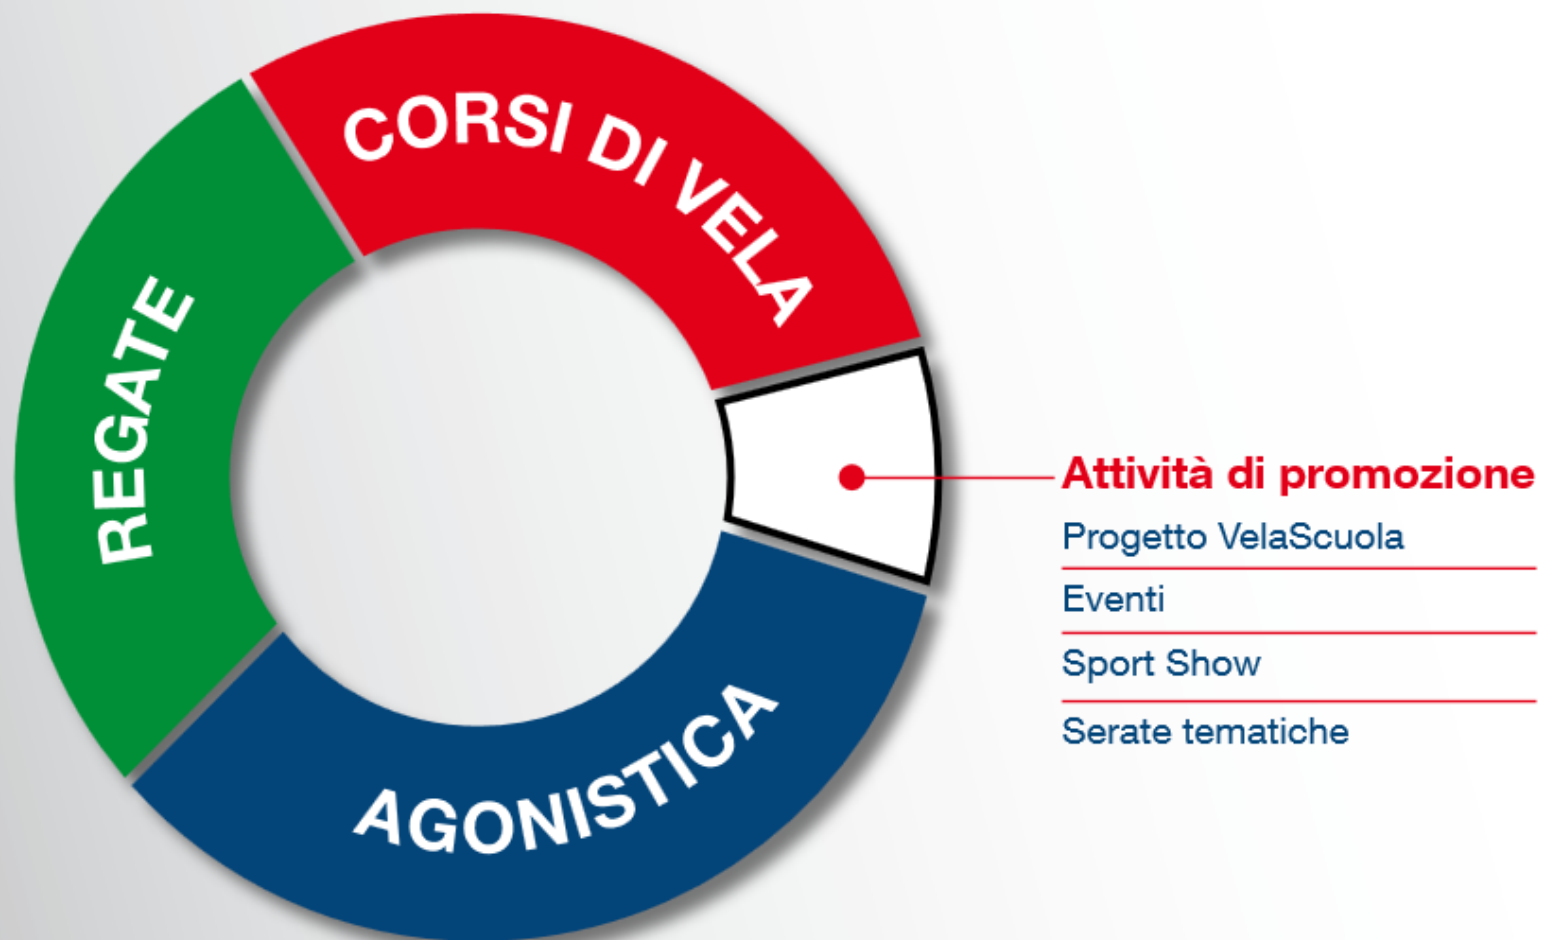 CORSI DI VELA
REGATE
AGONISTICA
Attività di promozione
Progetto VelaScuola
Eventi
Sport Show
Serate tematiche